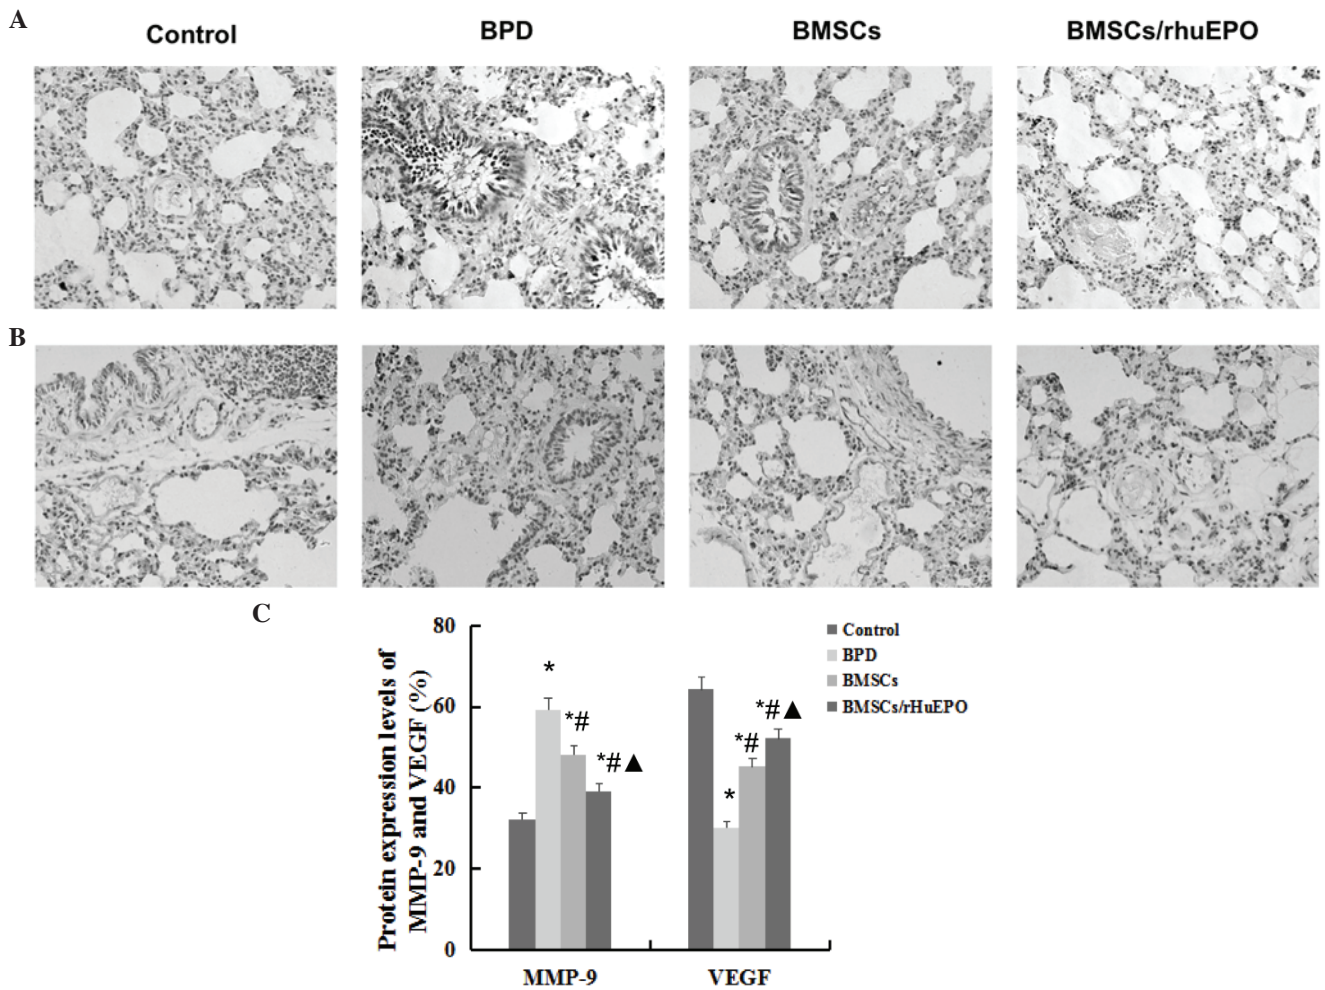 A
Control
BPD
BMSCs
BMSCs/rhuEPO
B
C
Protein expression levels of
MMP-9 and VEGF (%)
80
60
40
20
0
*
*#
*#▲
*
*#
*#▲
MMP-9
VEGF
Control
BPD
BMSCs
BMSCs/rHuEPO